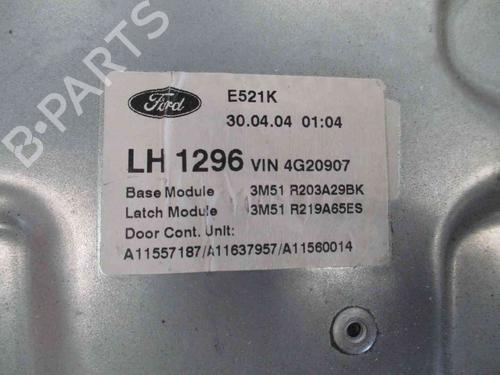 Ford
E521K
30.04.04 01:04
LH 1296 VIN 4G20907
Base Module 3M51 R203A29BK
Latch Module 3M51 R219A65ES
Door Cont. Unit:
A11557187/A11637957/A11560014
B-PARTS